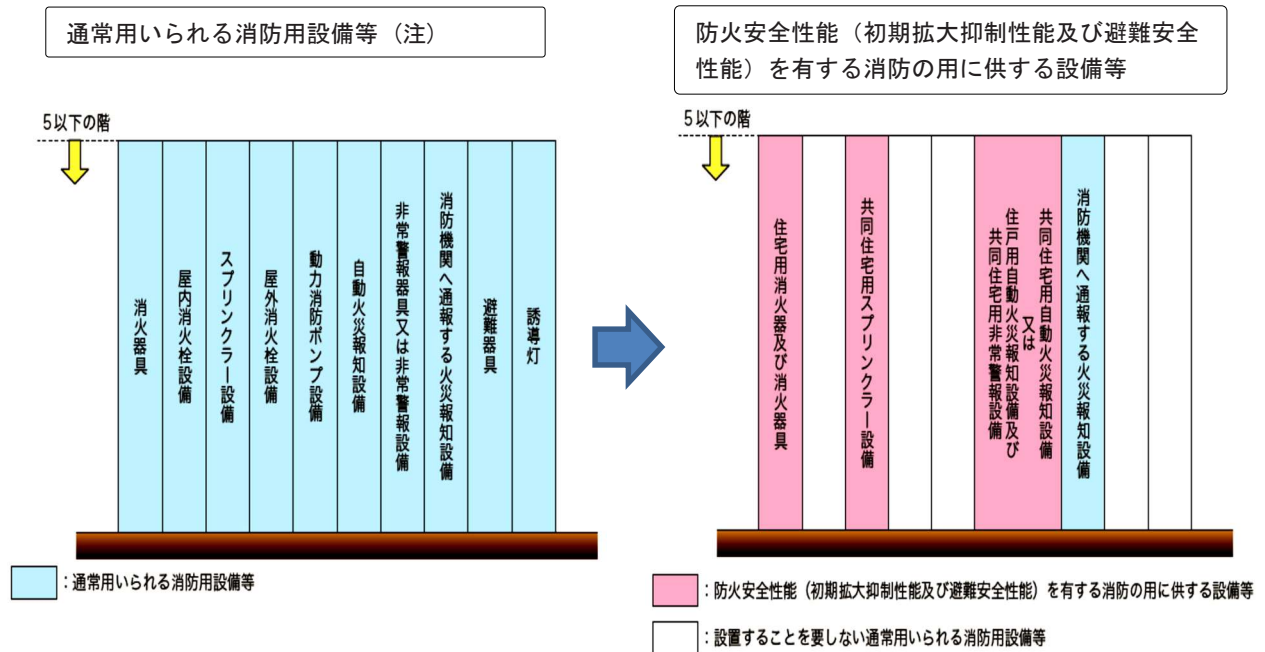 通常用いられる消防用設備等（注）
5以下の階
消火器具
屋内消火栓設備
スプリンクラー設備
屋外消火栓設備
動力消防ポンプ設備
自動火災報知設備
非常警報器具又は非常警報設備
消防機関へ通報する火災報知設備
避難器具
誘導灯
：通常用いられる消防用設備等
防火安全性能（初期拡大抑制性能及び避難安全
性能）を有する消防の用に供する設備等
5以下の階
住宅用消火器及び消火器具
共同住宅用スプリンクラー設備
共同住宅用自動火災報知設備
又は
住戸用自動火災報知設備及び
共同住宅用非常警報設備
消防機関へ通報する火災報知設備
：防火安全性能（初期拡大抑制性能及び避難安全性能）を有する消防の用に供する設備等
：設置することを要しない通常用いられる消防用設備等